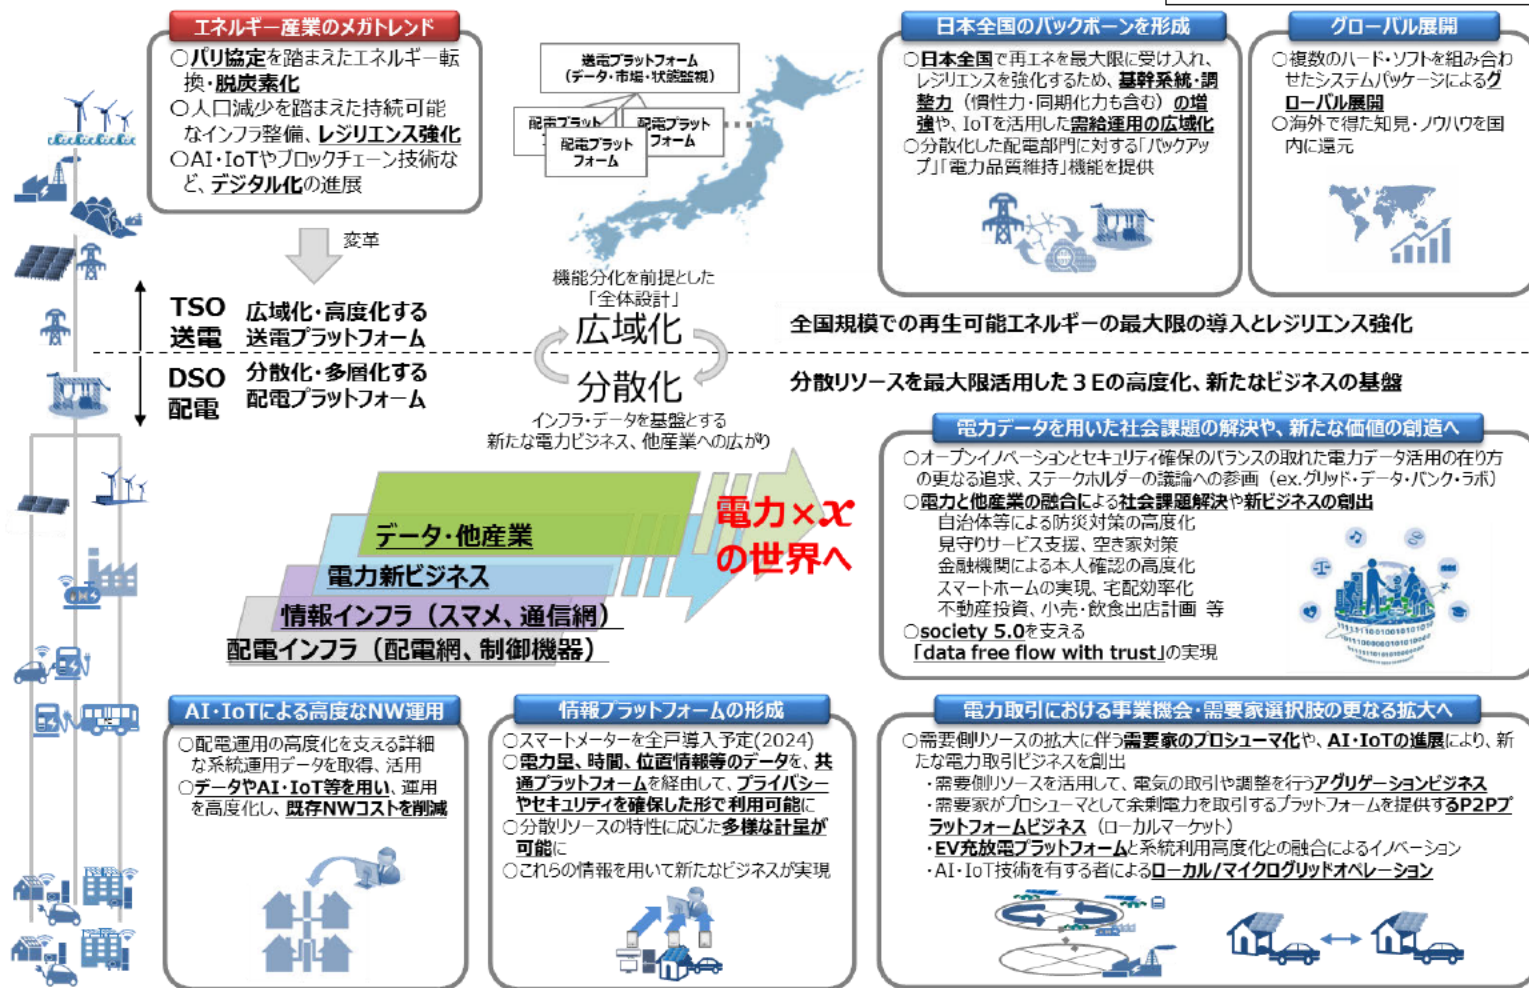 エネルギー産業のメガトレンド
○パリ協定を踏まえたエネルギー転
換・脱炭素化
○人口減少を踏まえた持続可能
なインフラ整備、レジリエンス強化
○AI・IoTやブロックチェーン技術な
ど、デジタル化の進展
変革
送電プラットフォーム
(データ・市場・状態監視)
配電プラット
フォーム
配電プラット
フォーム
配電プラット
フォーム
日本全国のバックボーンを形成
○日本全国で再エネを最大限に受け入れ、
レジリエンスを強化するため、基幹系統・調
整力（慣性力・同期化力も含む）の増
強や、IoTを活用した需給運用の広域化
○分散化した配電部門に対する「バックアッ
プ」「電力品質維持」機能を提供
グローバル展開
○複数のハード・ソフトを組み合わ
せたシステムパッケージによるグ
ローバル展開
○海外で得た知見・ノウハウを国
内に還元
TSO
送電
広域化・高度化する
送電プラットフォーム
機能分化を前提とした
「全体設計」
広域化
全国規模での再生可能エネルギーの最大限の導入とレジリエンス強化
DSO
配電
分散化・多層化する
配電プラットフォーム
分散化
インフラ・データを基盤とする
新たな電力ビジネス、他産業への広がり
分散リソースを最大限活用した３Eの高度化、新たなビジネスの基盤
データ・他産業
電力新ビジネス
情報インフラ（スマメ、通信網）
配電インフラ（配電網、制御機器）
電力×x
の世界へ
電力データを用いた社会課題の解決や、新たな価値の創造へ
○オープンイノベーションとセキュリティ確保のバランスの取れた電力データ活用の在り方
の更なる追求、ステークホルダーの議論への参画（ex.グリッド・データ・バンク・ラボ）
○電力と他産業の融合による社会課題解決や新ビジネスの創出
自治体等による防災対策の高度化
見守りサービス支援、空き家対策
金融機関による本人確認の高度化
スマートホームの実現、宅配効率化
不動産投資、小売・飲食出店計画 等
○society 5.0を支える
「data free flow with trust」の実現
AI・IoTによる高度なNW運用
○配電運用の高度化を支える詳細
な系統運用データを取得、活用
○データやAI・IoT等を用い、運用
を高度化し、既存NWコストを削減
情報プラットフォームの形成
○スマートメーターを全戸導入予定(2024)
○電力量、時間、位置情報等のデータを、共
通プラットフォームを経由して、プライバシー
やセキュリティを確保した形で利用可能に
○分散リソースの特性に応じた多様な計量が
可能に
○これらの情報を用いて新たなビジネスが実現
電力取引における事業機会・需要家選択肢の更なる拡大へ
○需要側リソースの拡大に伴う需要家のプロシューマ化や、AI・IoTの進展により、新
たな電力取引ビジネスを創出
・需要側リソースを活用して、電気の取引や調整を行うアグリゲーションビジネス
・需要家がプロシューマとして余剰電力を取引するプラットフォームを提供するP2Pプ
ラットフォームビジネス（ローカルマーケット）
・EV充放電プラットフォームと系統利用高度化との融合によるイノベーション
・AI・IoT技術を有する者によるローカル/マイクログリッドオペレーション